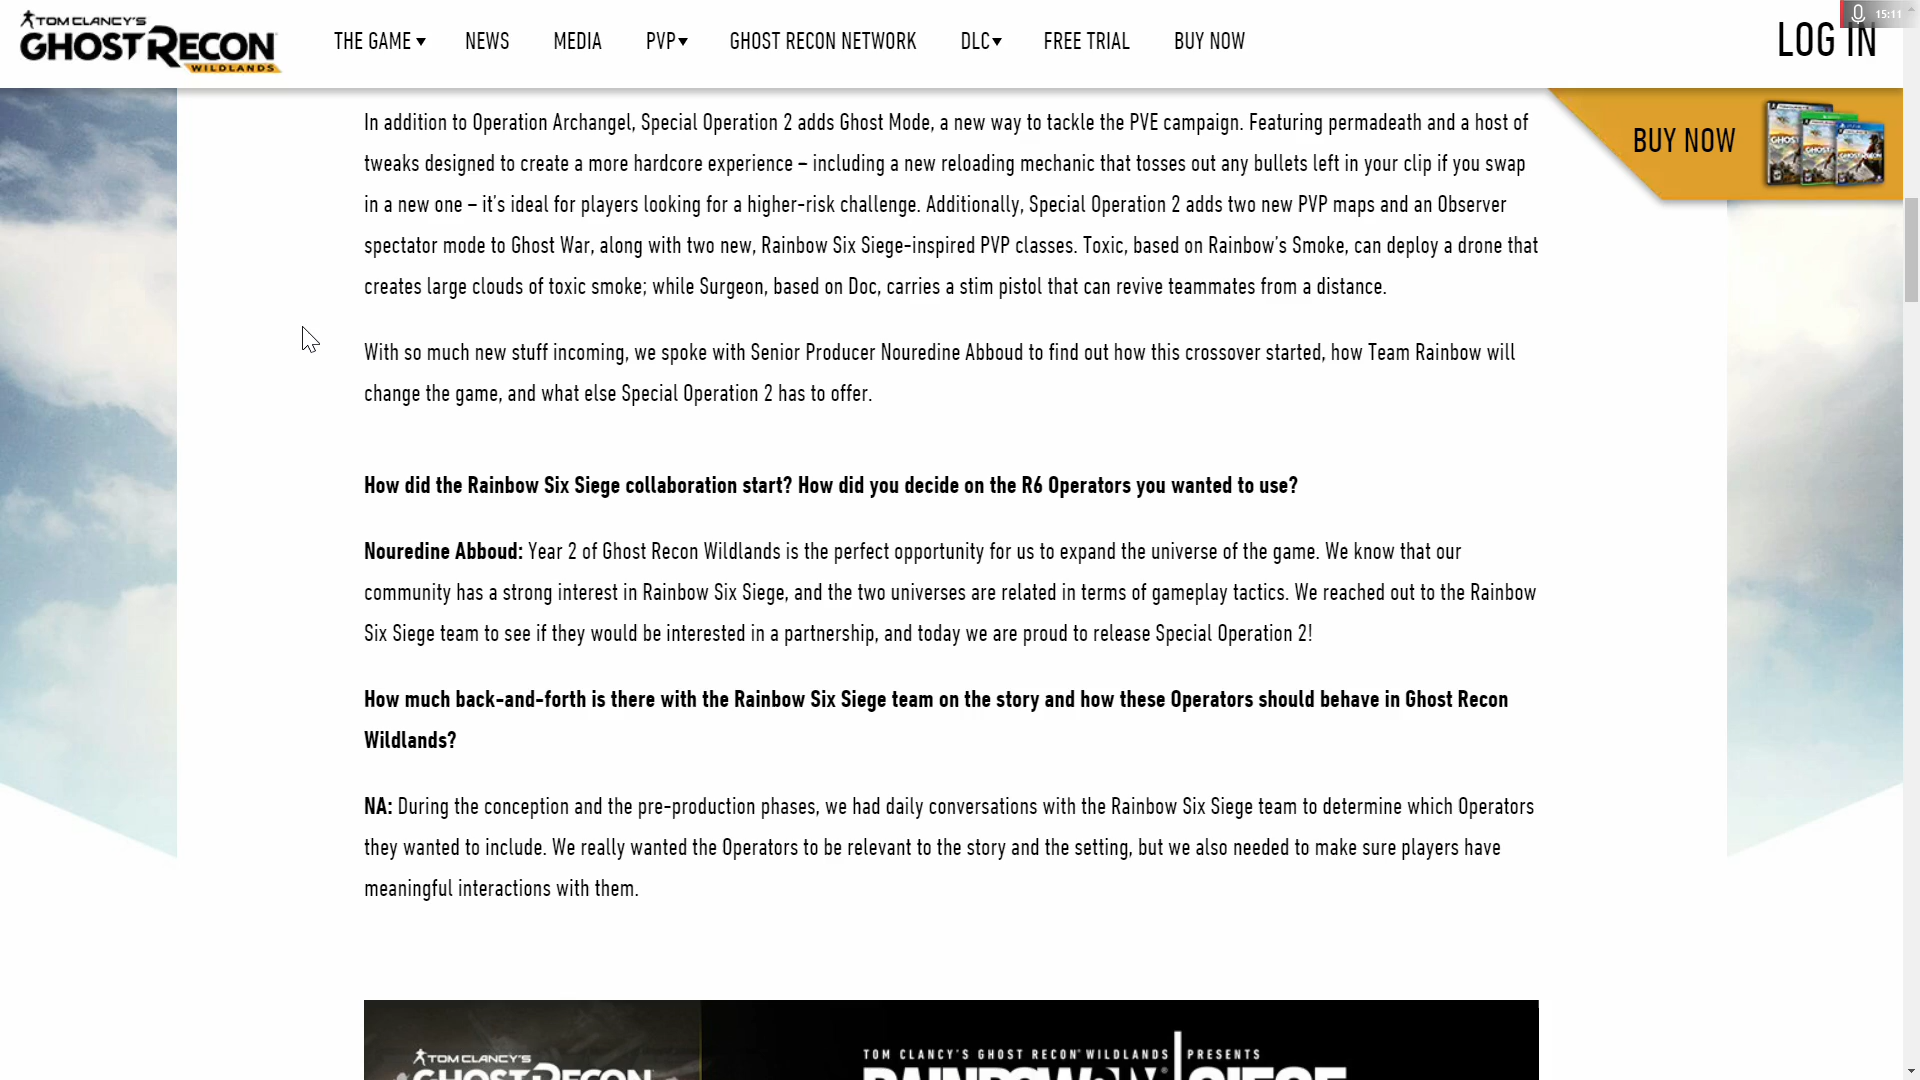 TOM CLANCY'S
GHOST RECON
WILDLANDS
THE GAME ▾ NEWS MEDIA PVP▾ GHOST RECON NETWORK DLC▾ FREE TRIAL BUY NOW
15:11
LOG IN
BUY NOW
In addition to Operation Archangel, Special Operation 2 adds Ghost Mode, a new way to tackle the PVE campaign. Featuring permadeath and a host of
tweaks designed to create a more hardcore experience – including a new reloading mechanic that tosses out any bullets left in your clip if you swap
in a new one – it's ideal for players looking for a higher-risk challenge. Additionally, Special Operation 2 adds two new PVP maps and an Observer
spectator mode to Ghost War, along with two new, Rainbow Six Siege-inspired PVP classes. Toxic, based on Rainbow's Smoke, can deploy a drone that
creates large clouds of toxic smoke; while Surgeon, based on Doc, carries a stim pistol that can revive teammates from a distance.
With so much new stuff incoming, we spoke with Senior Producer Nouredine Abboud to find out how this crossover started, how Team Rainbow will
change the game, and what else Special Operation 2 has to offer.
How did the Rainbow Six Siege collaboration start? How did you decide on the R6 Operators you wanted to use?
Nouredine Abboud: Year 2 of Ghost Recon Wildlands is the perfect opportunity for us to expand the universe of the game. We know that our
community has a strong interest in Rainbow Six Siege, and the two universes are related in terms of gameplay tactics. We reached out to the Rainbow
Six Siege team to see if they would be interested in a partnership, and today we are proud to release Special Operation 2!
How much back-and-forth is there with the Rainbow Six Siege team on the story and how these Operators should behave in Ghost Recon
Wildlands?
NA: During the conception and the pre-production phases, we had daily conversations with the Rainbow Six Siege team to determine which Operators
they wanted to include. We really wanted the Operators to be relevant to the story and the setting, but we also needed to make sure players have
meaningful interactions with them.
TOM CLANCY'S
GHOST RECON
TOM CLANCY'S GHOST RECON® WILDLANDS PRESENTS
RAINBOW SIX® SIEGE